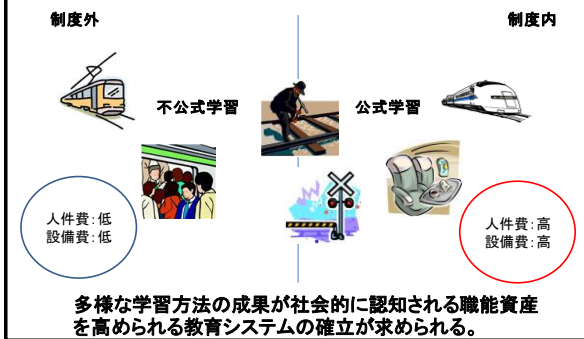 制度外
制度内
不公式学習
公式学習
人件費：低
設備費：低
人件費：高
設備費：高
多様な学習方法の成果が社会的に認知される職能資産
を高められる教育システムの確立が求められる。